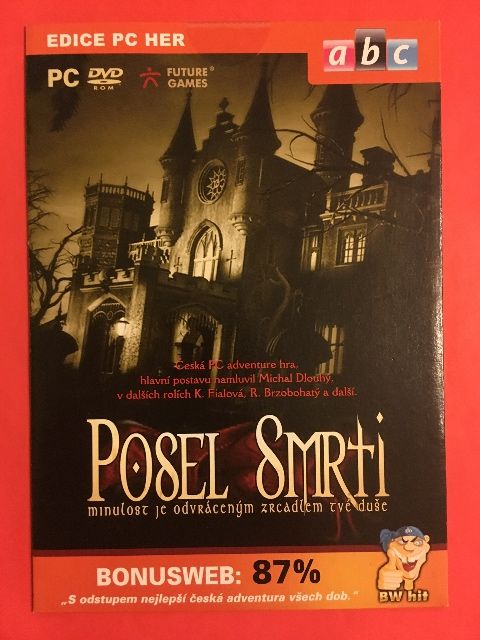 EDICE PC HER
abc
PC DVD ROM FUTURE® GAMES
Česká PC adventure hra,
hlavní postavu namluvil Michal Dlouhý,
v dalších rolích K. Fialová, R. Brzobohatý a další.
POSEL SMRTI
MINULOST JE ODVRÁCENÝM ZRCADLEM TVÉ DUŠE
BONUSWEB: 87%
„S odstupem nejlepší česká adventura všech dob."
BW hit